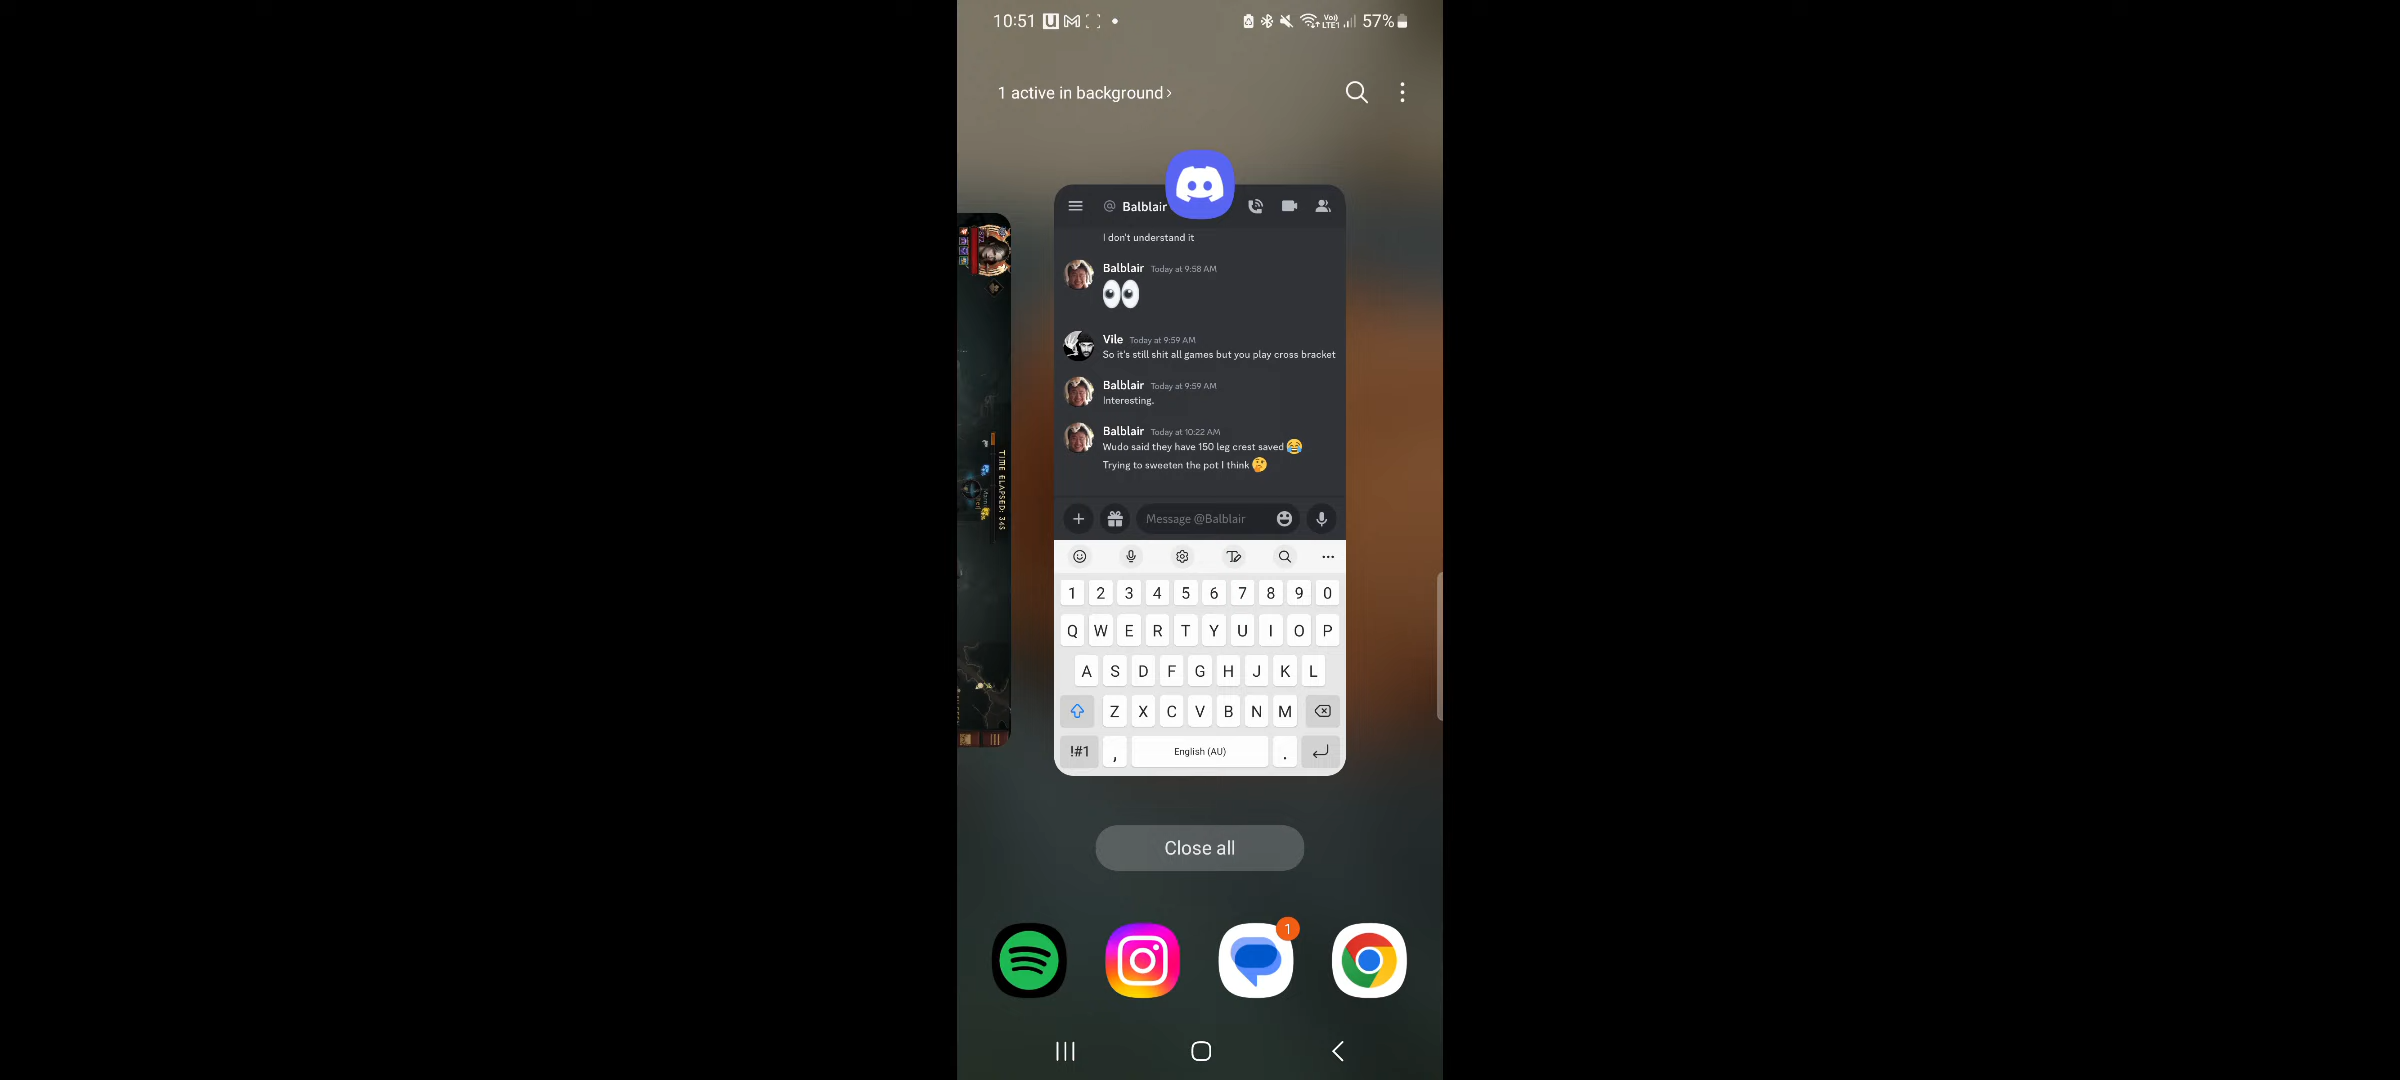 10:51
57%
1 active in background
@ Balblair
I don't understand it
Balblair Today at 9:58 AM
Vile Today at 9:59 AM
So it's still shit all games but you play cross bracket
Balblair Today at 9:59 AM
Interesting.
Balblair Today at 10:22 AM
Wudo said they have 150 leg crest saved
Trying to sweeten the pot I think
Message @Balblair
TIME ELAPSED: 34S
1 2 3 4 5 6 7 8 9 0
Q W E R T Y U I O P
A S D F G H J K L
Z X C V B N M
!#1 , English (AU) .
Close all
1